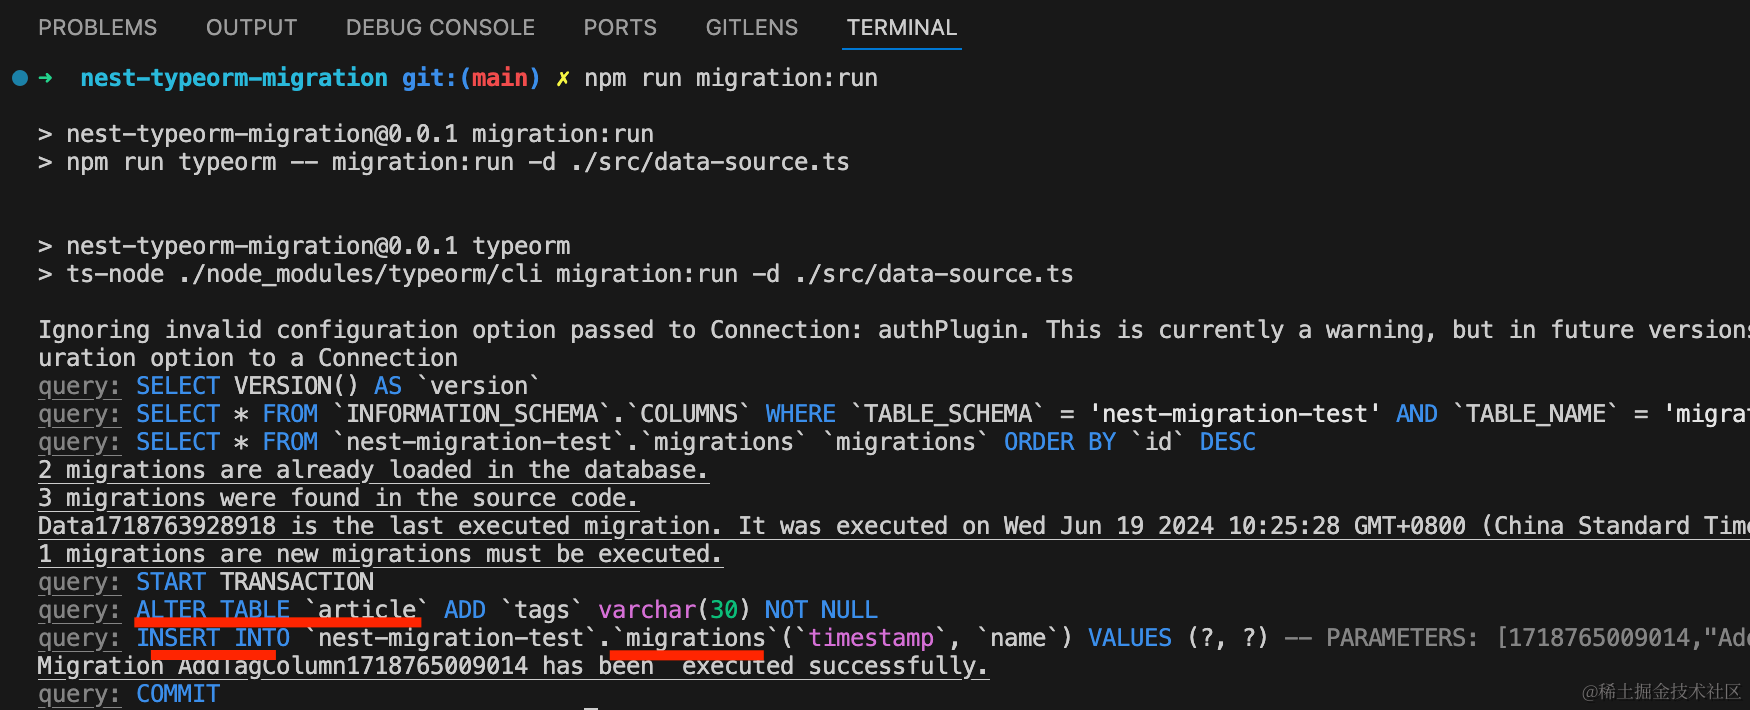 PROBLEMS OUTPUT DEBUG CONSOLE PORTS GITLENS TERMINAL
➜ nest-typeorm-migration git:(main) ✗ npm run migration:run
> nest-typeorm-migration@0.0.1 migration:run
> npm run typeorm -- migration:run -d ./src/data-source.ts
> nest-typeorm-migration@0.0.1 typeorm
> ts-node ./node_modules/typeorm/cli migration:run -d ./src/data-source.ts
Ignoring invalid configuration option passed to Connection: authPlugin. This is currently a warning, but in future versions
uration option to a Connection
query: SELECT VERSION() AS `version`
query: SELECT * FROM `INFORMATION_SCHEMA`.`COLUMNS` WHERE `TABLE_SCHEMA` = 'nest-migration-test' AND `TABLE_NAME` = 'migrat
query: SELECT * FROM `nest-migration-test`.`migrations` `migrations` ORDER BY `id` DESC
2 migrations are already loaded in the database.
3 migrations were found in the source code.
Data1718763928918 is the last executed migration. It was executed on Wed Jun 19 2024 10:25:28 GMT+0800 (China Standard Time
1 migrations are new migrations must be executed.
query: START TRANSACTION
query: ALTER TABLE `article` ADD `tags` varchar(30) NOT NULL
query: INSERT INTO `nest-migration-test`.`migrations`(`timestamp`, `name`) VALUES (?, ?) -- PARAMETERS: [1718765009014,"Add
Migration AddTagColumn1718765009014 has been  executed successfully.
query: COMMIT
@稀土掘金技术社区